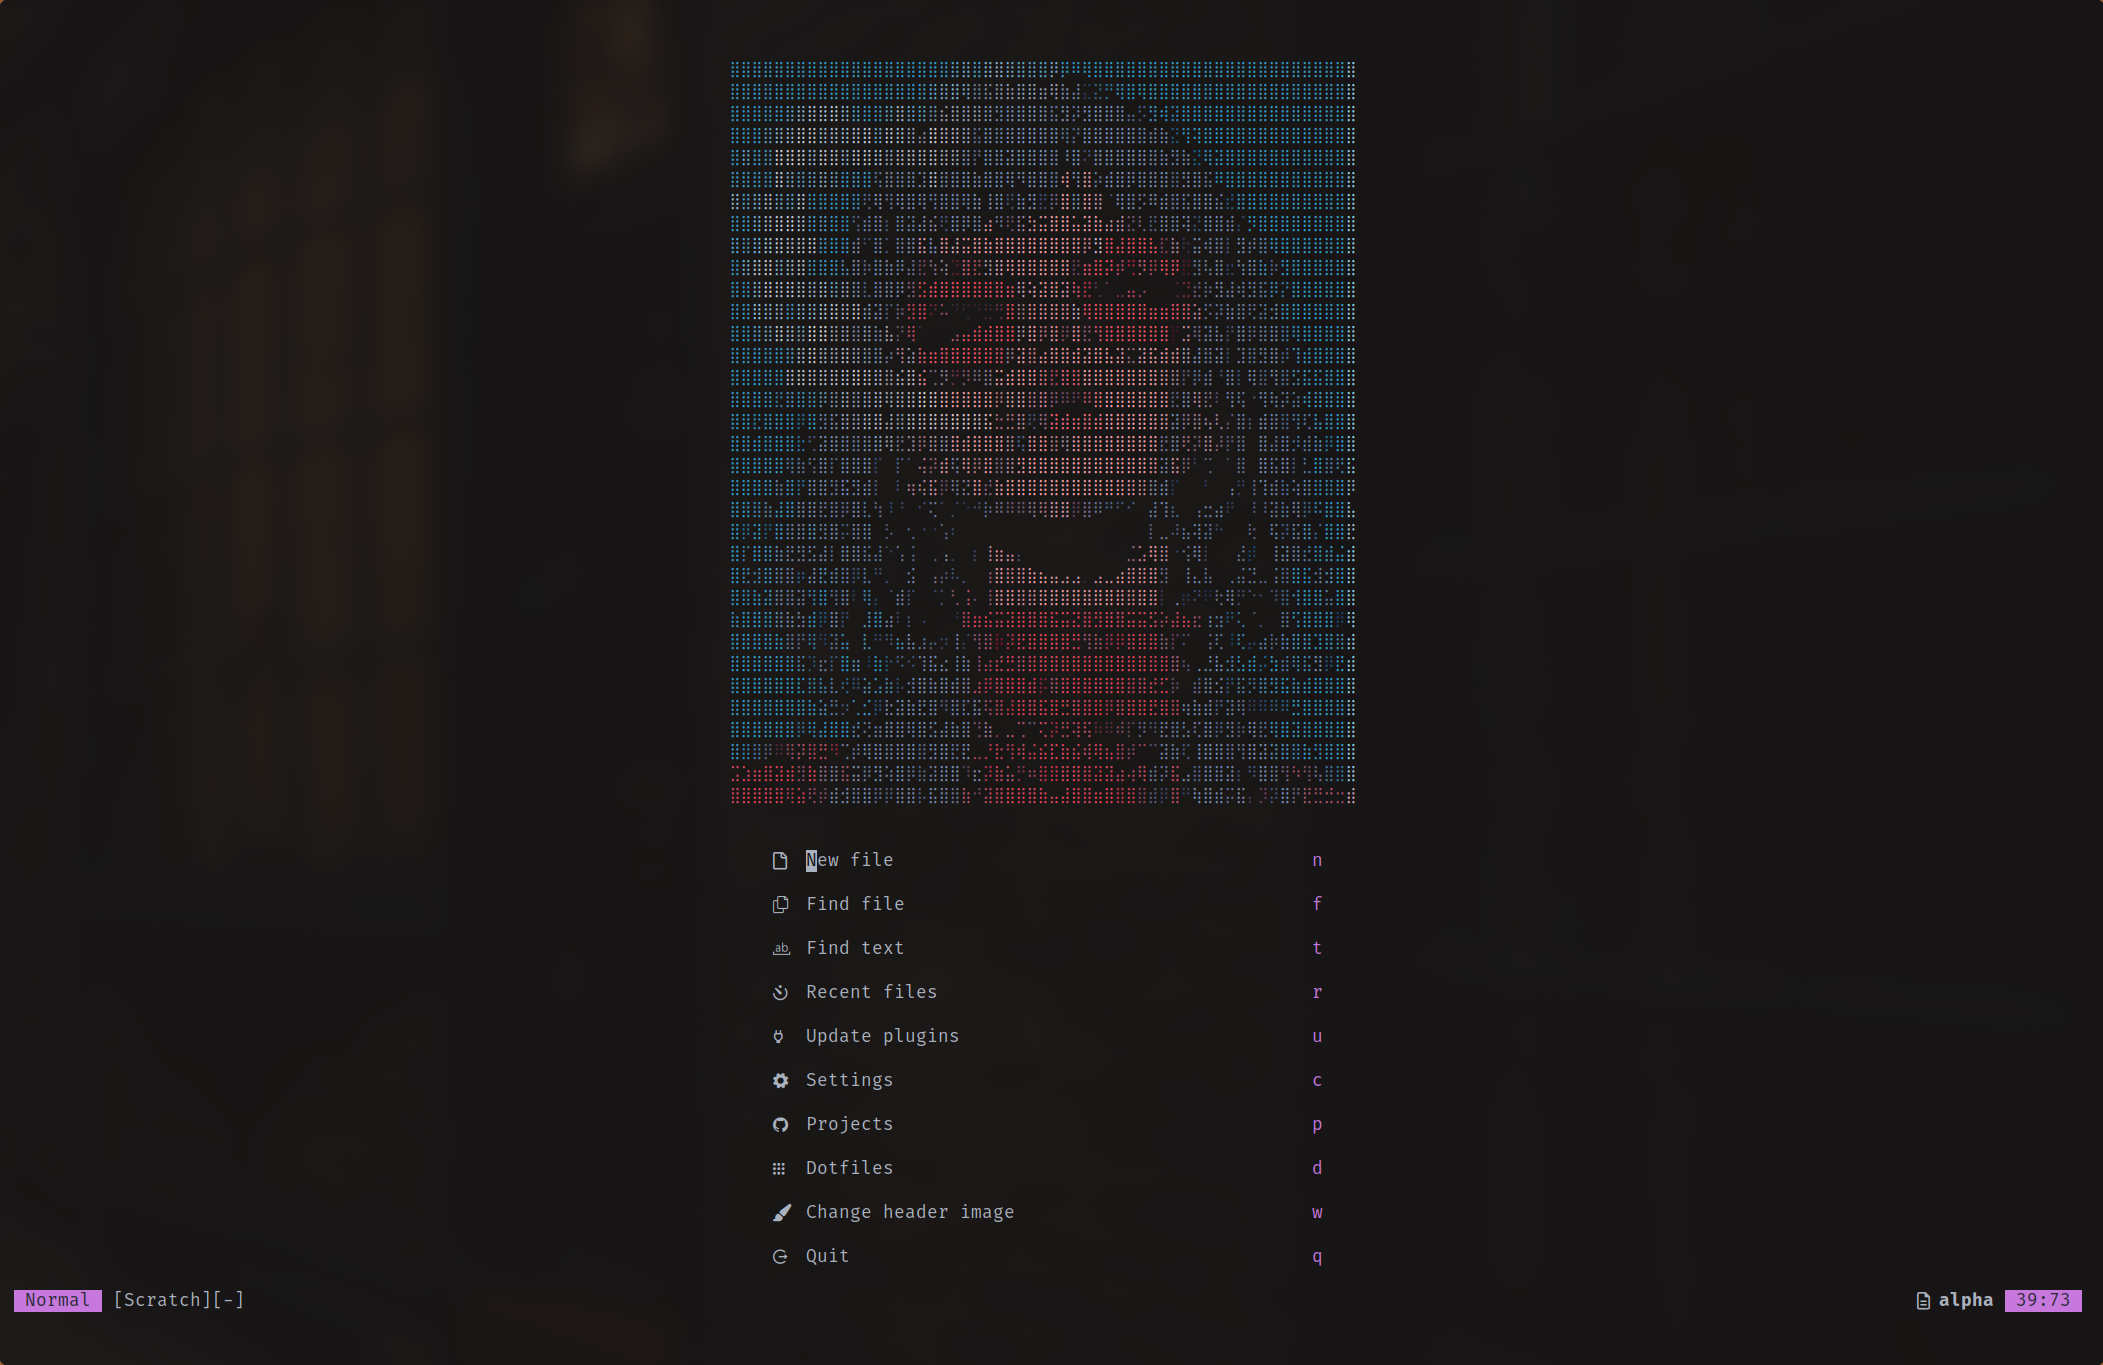 New file n
Find file f
Find text t
Recent files r
Update plugins u
Settings c
Projects p
Dotfiles d
Change header image w
Quit q
Normal [Scratch][-] alpha 39:73